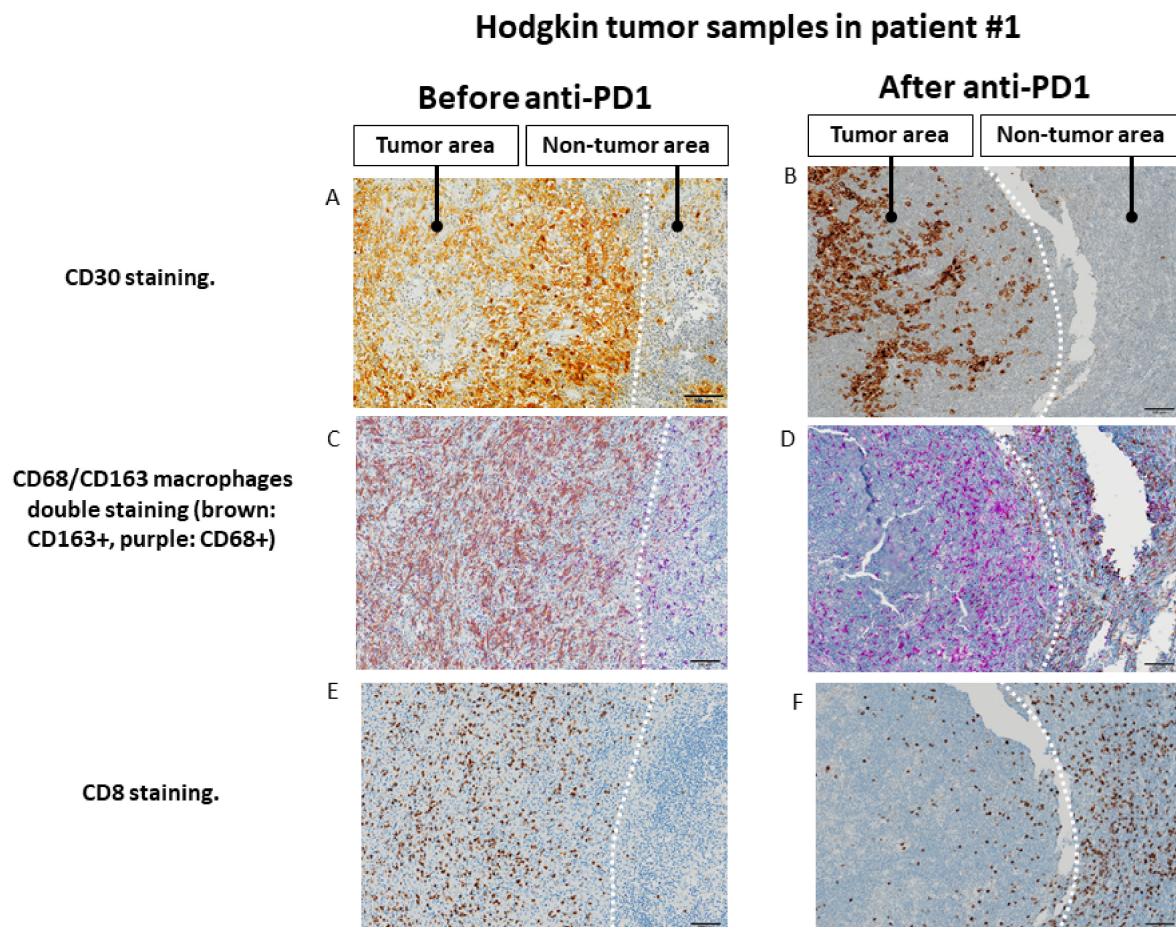 Hodgkin tumor samples in patient #1
Before anti-PD1
After anti-PD1
Tumor area
Non-tumor area
Tumor area
Non-tumor area
A
B
CD30 staining.
C
D
CD68/CD163 macrophages
double staining (brown:
CD163+, purple: CD68+)
E
F
CD8 staining.